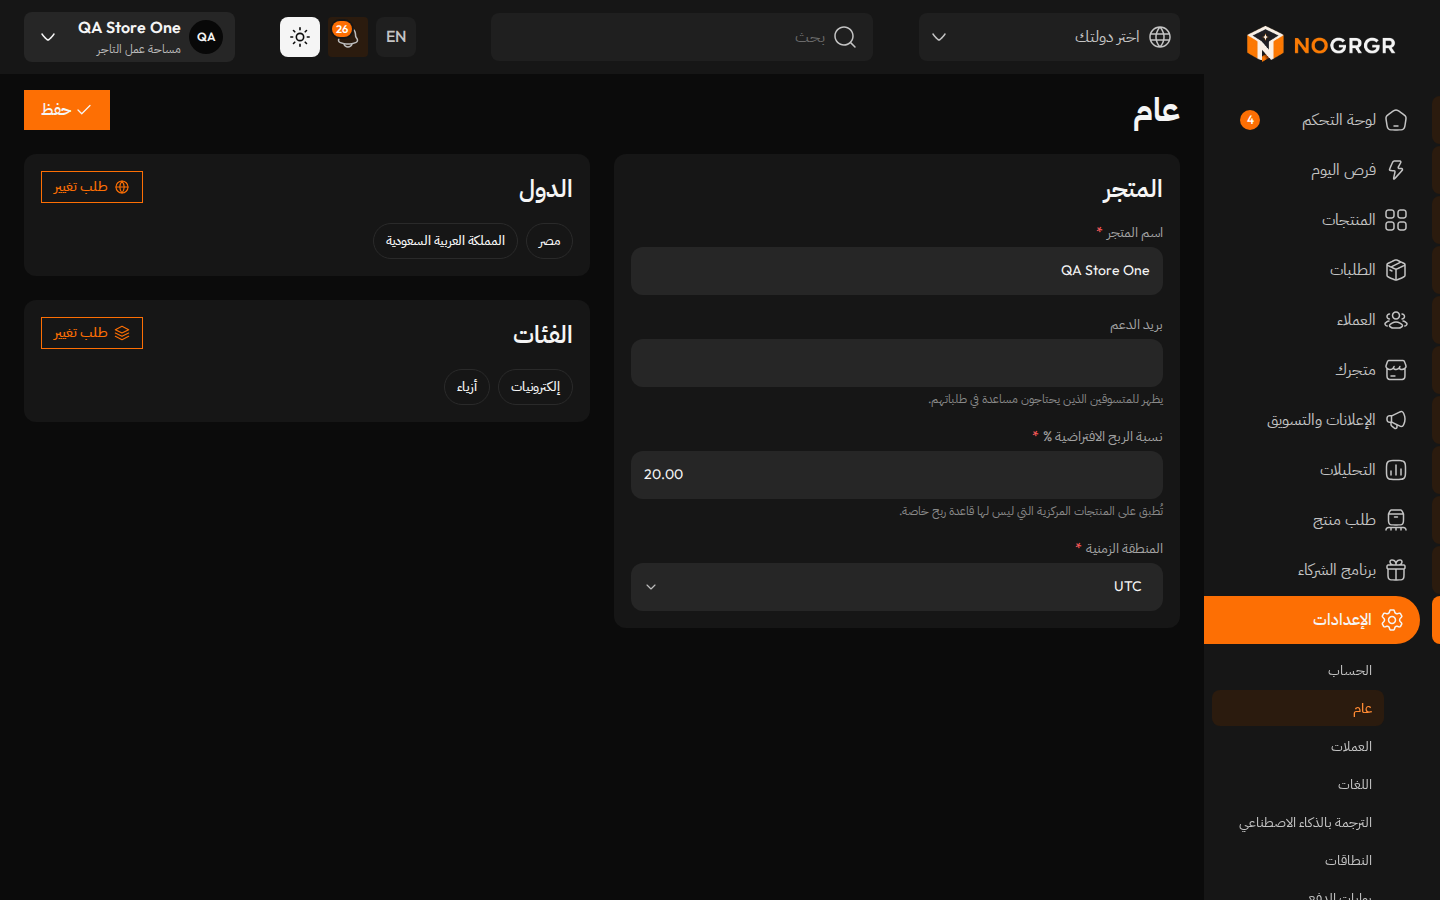 NOGRGR
اختر دولتك
بحث
EN
26
QA
QA Store One
مساحة عمل التاجر
لوحة التحكم
4
فرص اليوم
المنتجات
الطلبات
العملاء
متجرك
الإعلانات والتسويق
التحليلات
طلب منتج
برنامج الشركاء
الإعدادات
الحساب
عام
العملات
اللغات
الترجمة بالذكاء الاصطناعي
النطاقات
بوابات الدفع
عام
حفظ
المتجر
اسم المتجر *
QA Store One
بريد الدعم
يظهر للمتسوقين الذين يحتاجون مساعدة في طلباتهم.
نسبة الربح الافتراضية % *
20.00
تُطبق على المنتجات المركزية التي ليس لها قاعدة ربح خاصة.
المنطقة الزمنية *
UTC
الدول
طلب تغيير
مصر
المملكة العربية السعودية
الفئات
طلب تغيير
إلكترونيات
أزياء